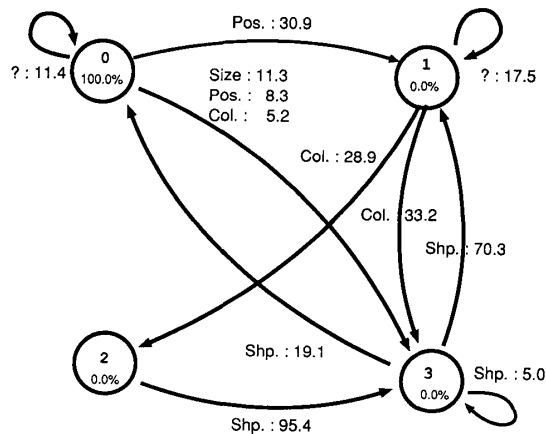 Pos. : 30.9
0
100.0%
? : 11.4
1
0.0%
? : 17.5
Size : 11.3
Pos. : 8.3
Col. : 5.2
Col. : 28.9
Col. : 33.2
Shp. : 70.3
2
0.0%
Shp. : 19.1
3
0.0%
Shp. : 5.0
Shp. : 95.4